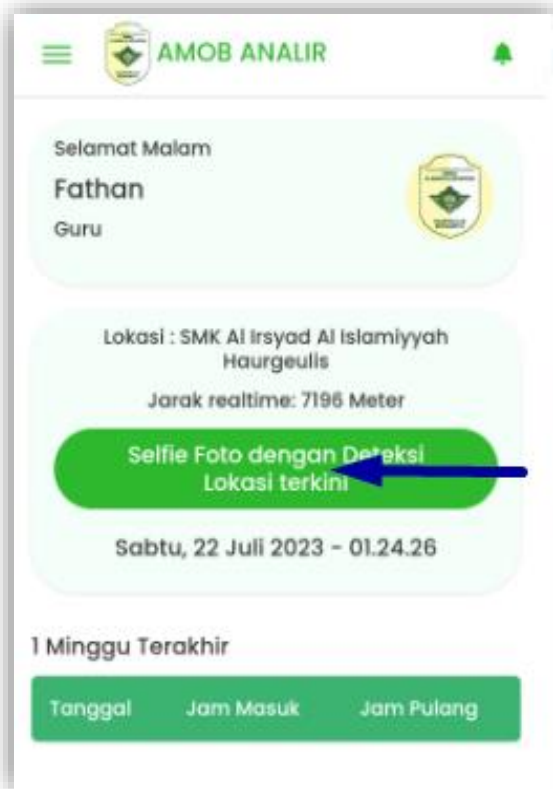 AMOB ANALIR
Selamat Malam
Fathan
Guru
Lokasi : SMK Al Irsyad Al Islamiyyah
Haurgeulis
Jarak realtime: 7196 Meter
Selfie Foto dengan Deteksi
Lokasi terkini
Sabtu, 22 Juli 2023 - 01.24.26
1 Minggu Terakhir
Tanggal Jam Masuk Jam Pulang